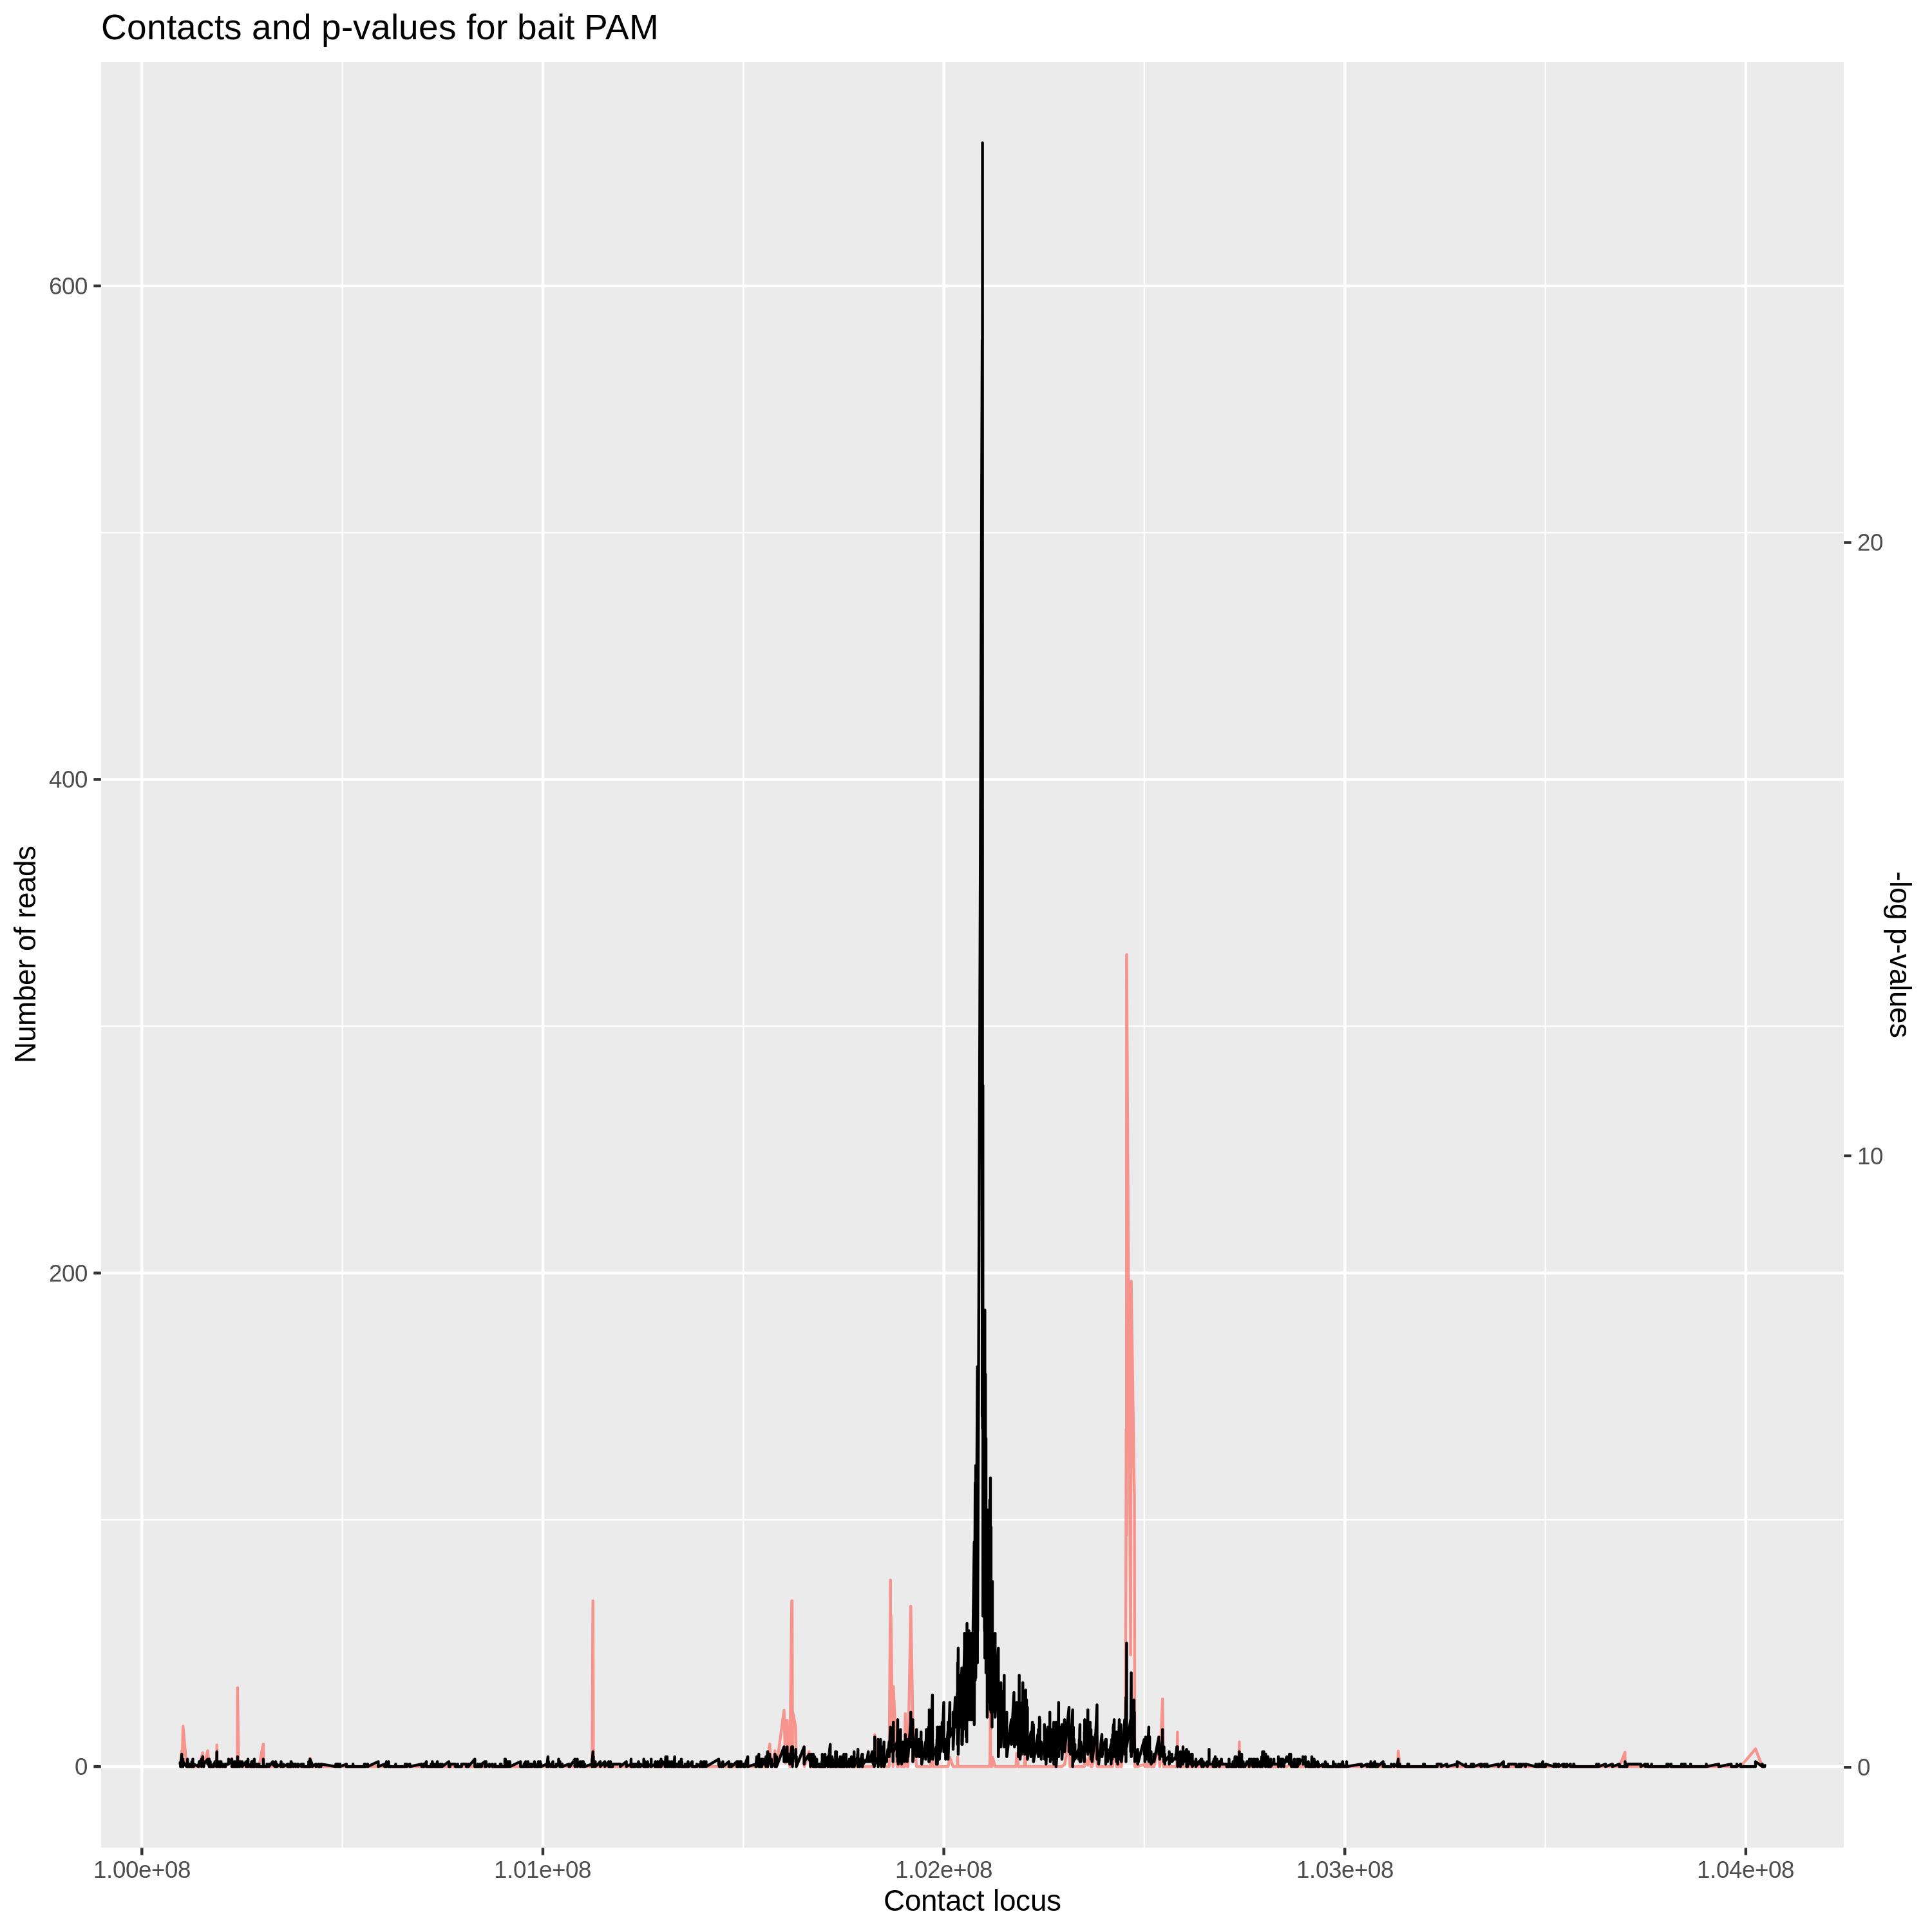 Contacts and p-values for bait PAM
600
400
200
0
Number of reads
20
10
0
-log p-values
1.00e+08 1.01e+08 1.02e+08 1.03e+08 1.04e+08
Contact locus